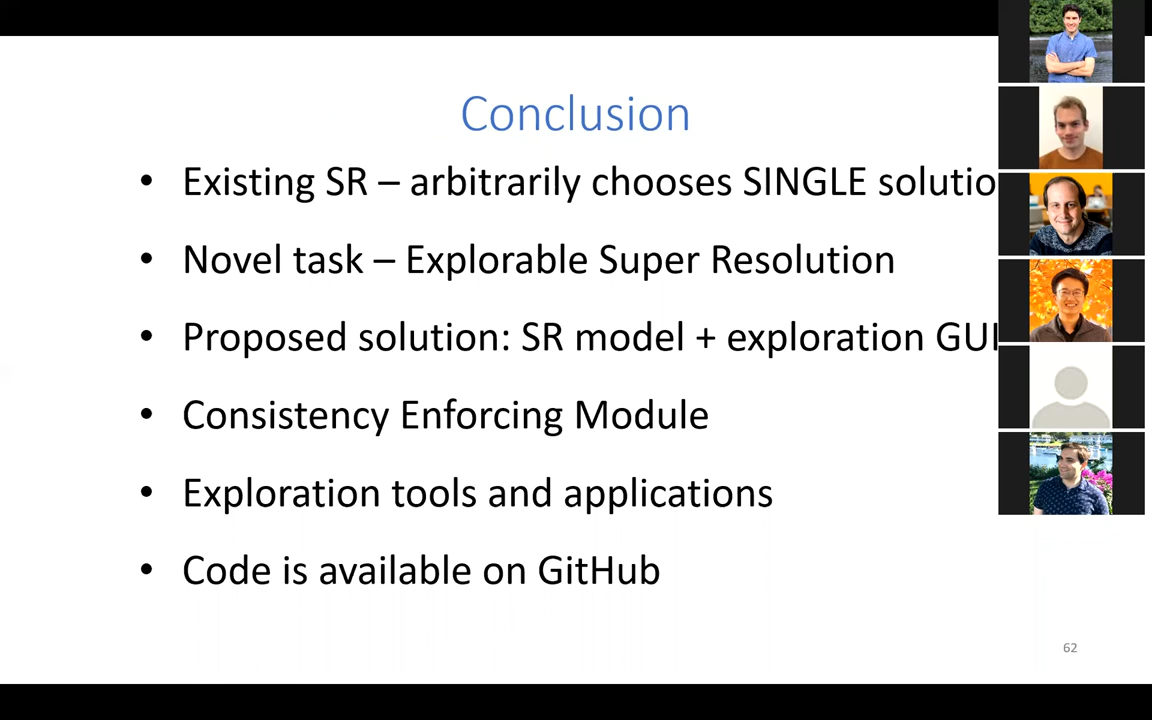 Conclusion
• Existing SR – arbitrarily chooses SINGLE solutio
• Novel task – Explorable Super Resolution
• Proposed solution: SR model + exploration GUI
• Consistency Enforcing Module
• Exploration tools and applications
• Code is available on GitHub
62